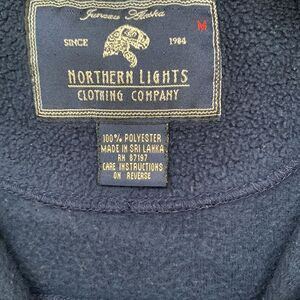 Juneau Alaska
M
SINCE 1984
NORTHERN LIGHTS
CLOTHING COMPANY
100% POLYESTER
MADE IN SRI LANKA
RN 87197
CARE INSTRUCTIONS
ON REVERSE